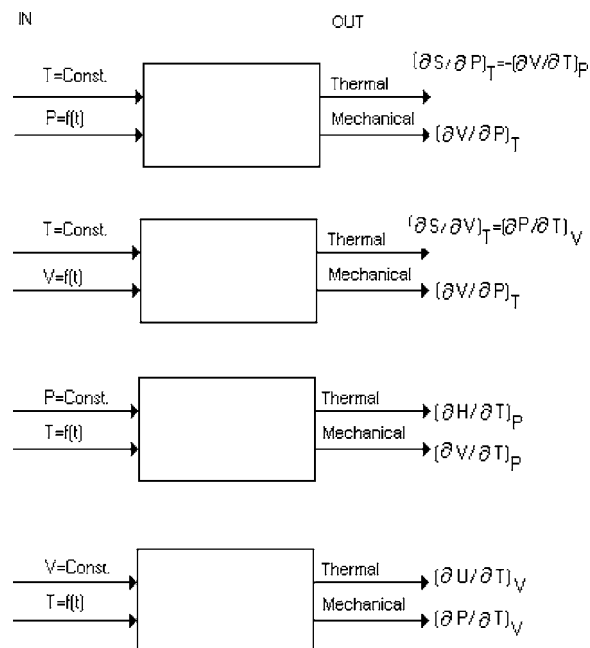 IN
OUT
T=Const.
Thermal
(∂S/∂P)T=-(∂V/∂T)P
P=f(t)
Mechanical
(∂V/∂P)T
T=Const.
Thermal
(∂S/∂V)T=(∂P/∂T)V
V=f(t)
Mechanical
(∂V/∂P)T
P=Const.
Thermal
(∂H/∂T)P
T=f(t)
Mechanical
(∂V/∂T)P
V=Const.
Thermal
(∂U/∂T)V
T=f(t)
Mechanical
(∂P/∂T)V